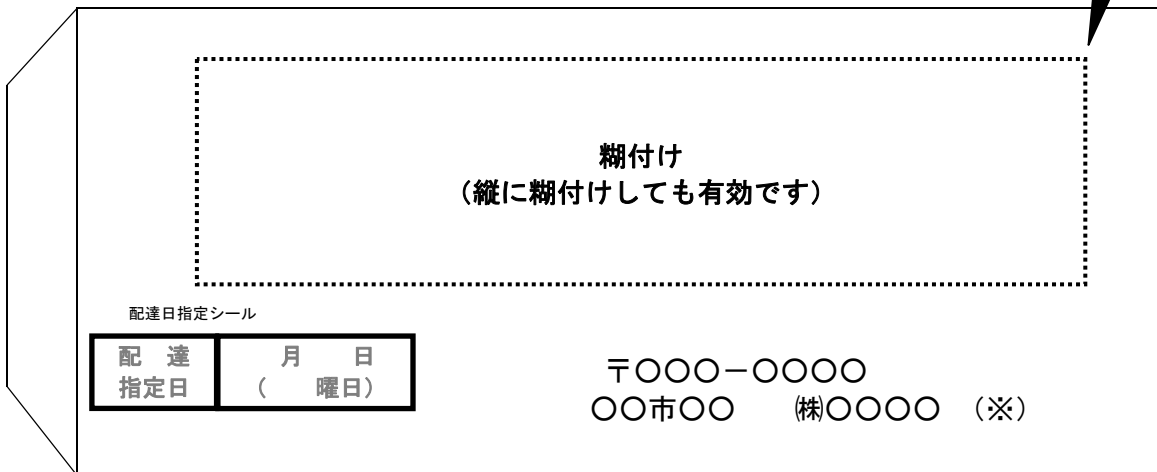 糊付け
（縦に糊付けしても有効です）
配達日指定シール
配　達　　月　　日
指定日　（　　曜日）
〒〇〇〇－〇〇〇〇
〇〇市〇〇　　㈱〇〇〇〇　（※）